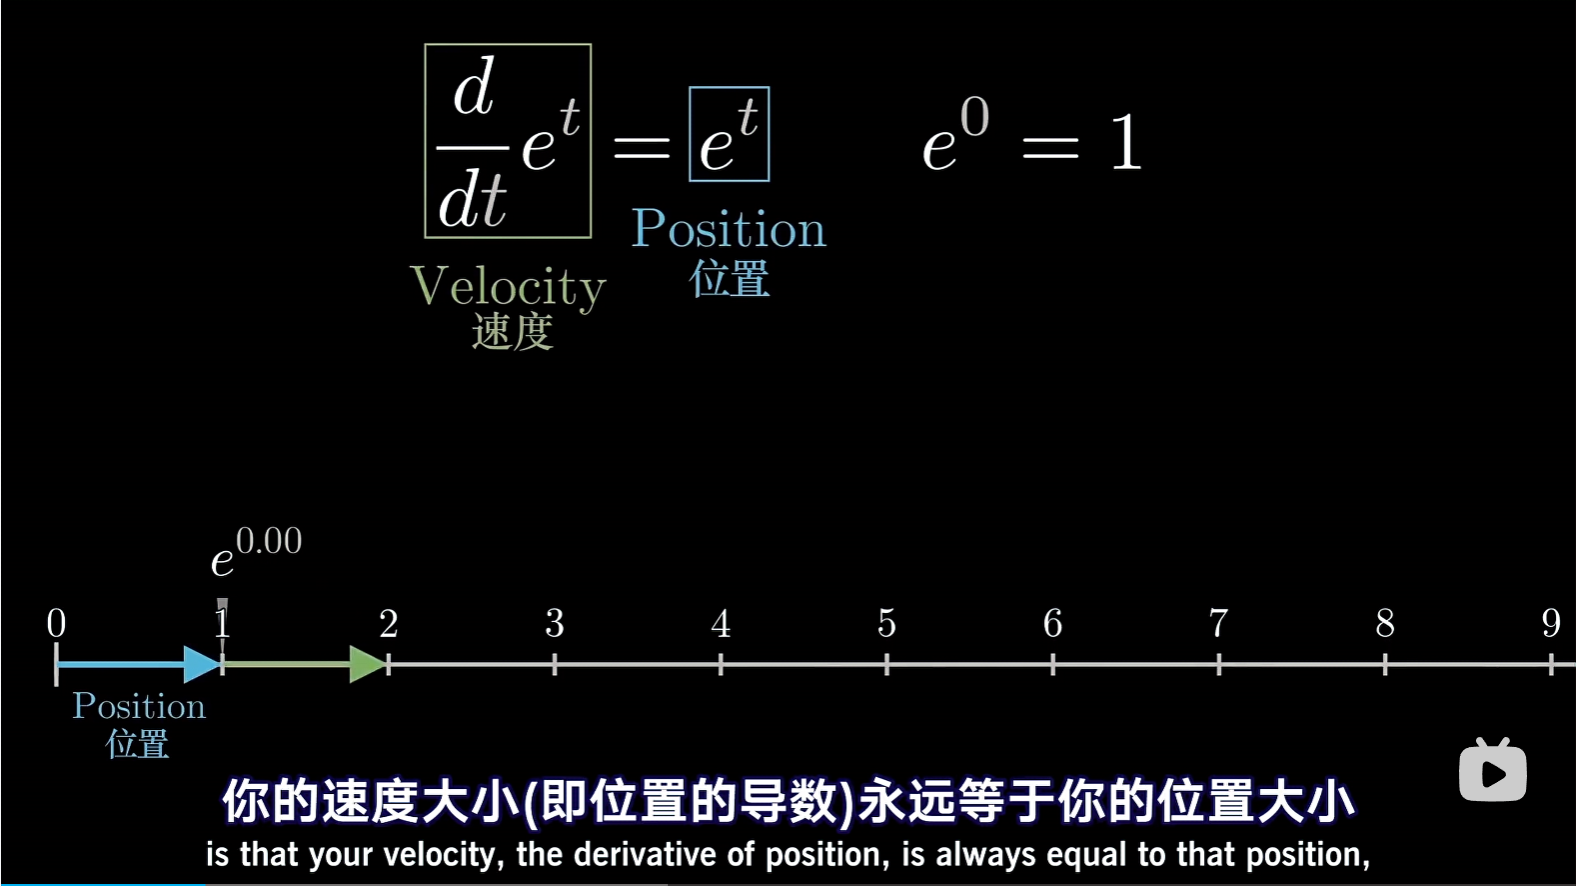 d/dt e^t = e^t
e^0 = 1
Position
位置
Velocity
速度
e^0.00
0 1 2 3 4 5 6 7 8 9
Position
位置
你的速度大小(即位置的导数)永远等于你的位置大小
is that your velocity, the derivative of position, is always equal to that position,